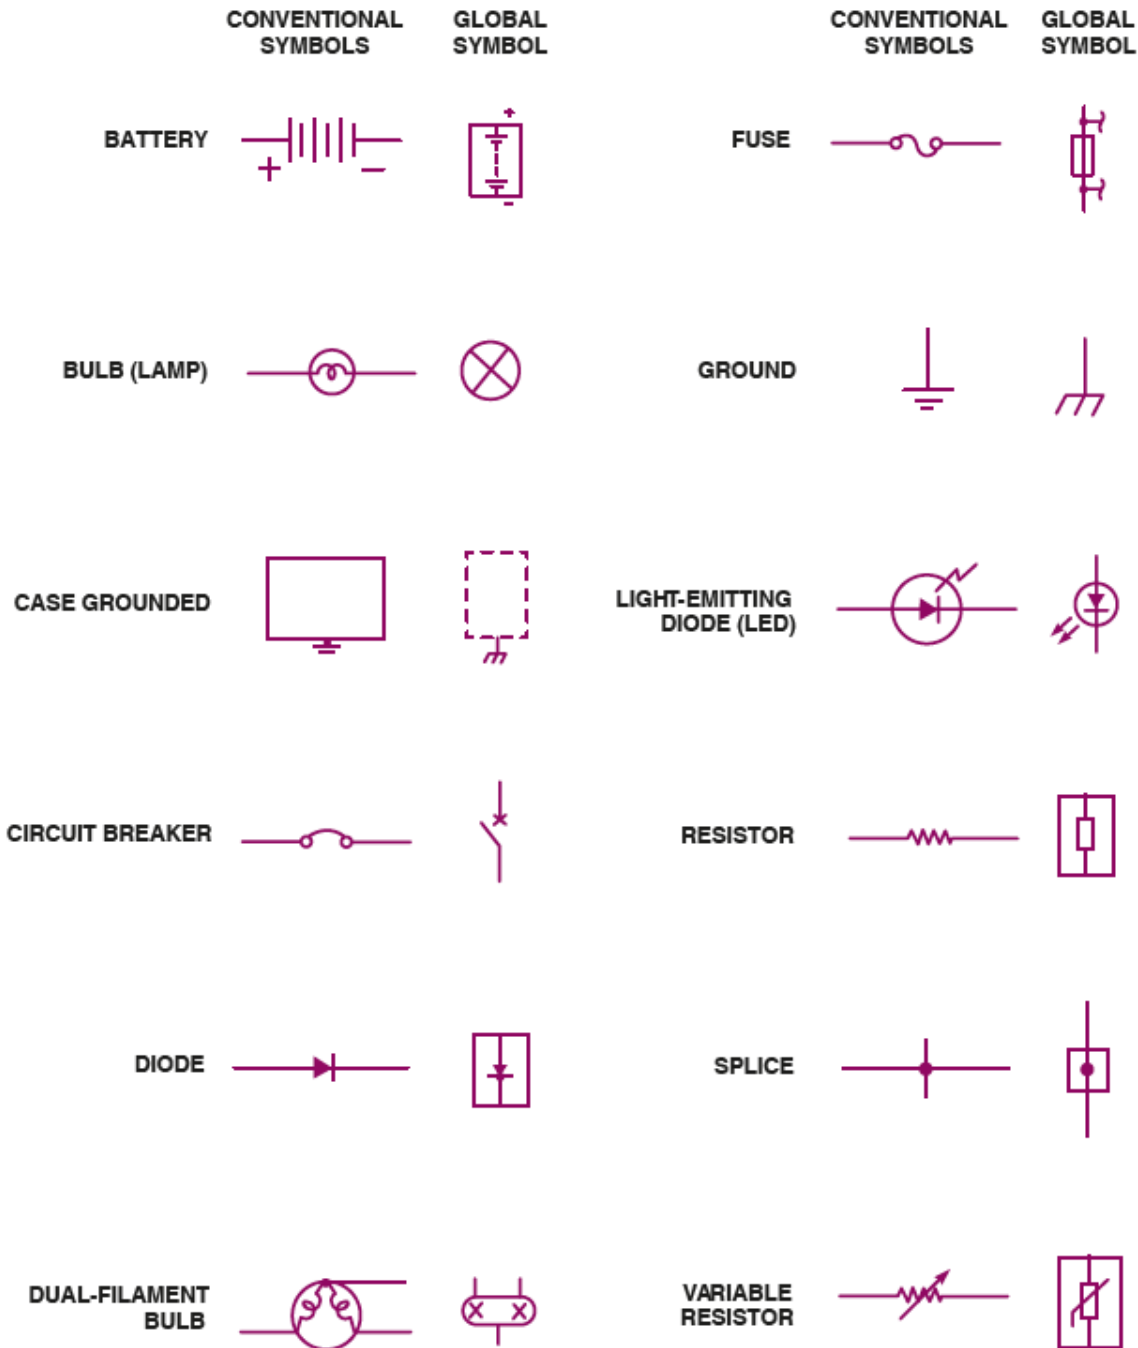 CONVENTIONAL
SYMBOLS
GLOBAL
SYMBOL
CONVENTIONAL
SYMBOLS
GLOBAL
SYMBOL
BATTERY
+
−
+
-
FUSE
BULB (LAMP)
GROUND
CASE GROUNDED
LIGHT-EMITTING
DIODE (LED)
CIRCUIT BREAKER
RESISTOR
DIODE
SPLICE
DUAL-FILAMENT
BULB
VARIABLE
RESISTOR